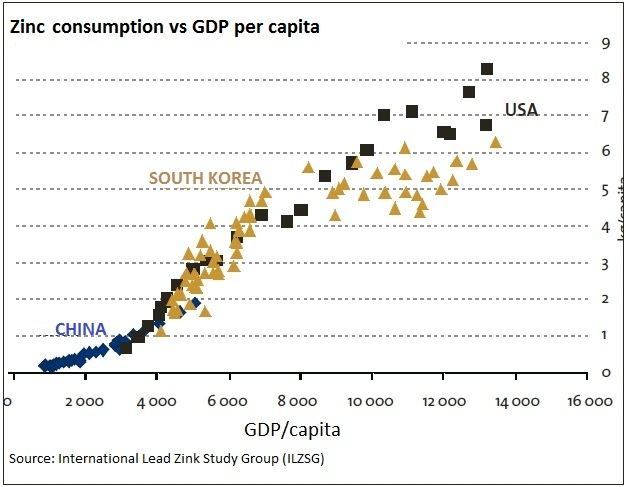 Zinc consumption vs GDP per capita
9
8
7
USA
6
SOUTH KOREA
5
4
3
2
CHINA
1
0
0 2 000 4 000 6 000 8 000 10 000 12 000 14 000 16 000
kg/capita
GDP/capita
Source: International Lead Zink Study Group (ILZSG)